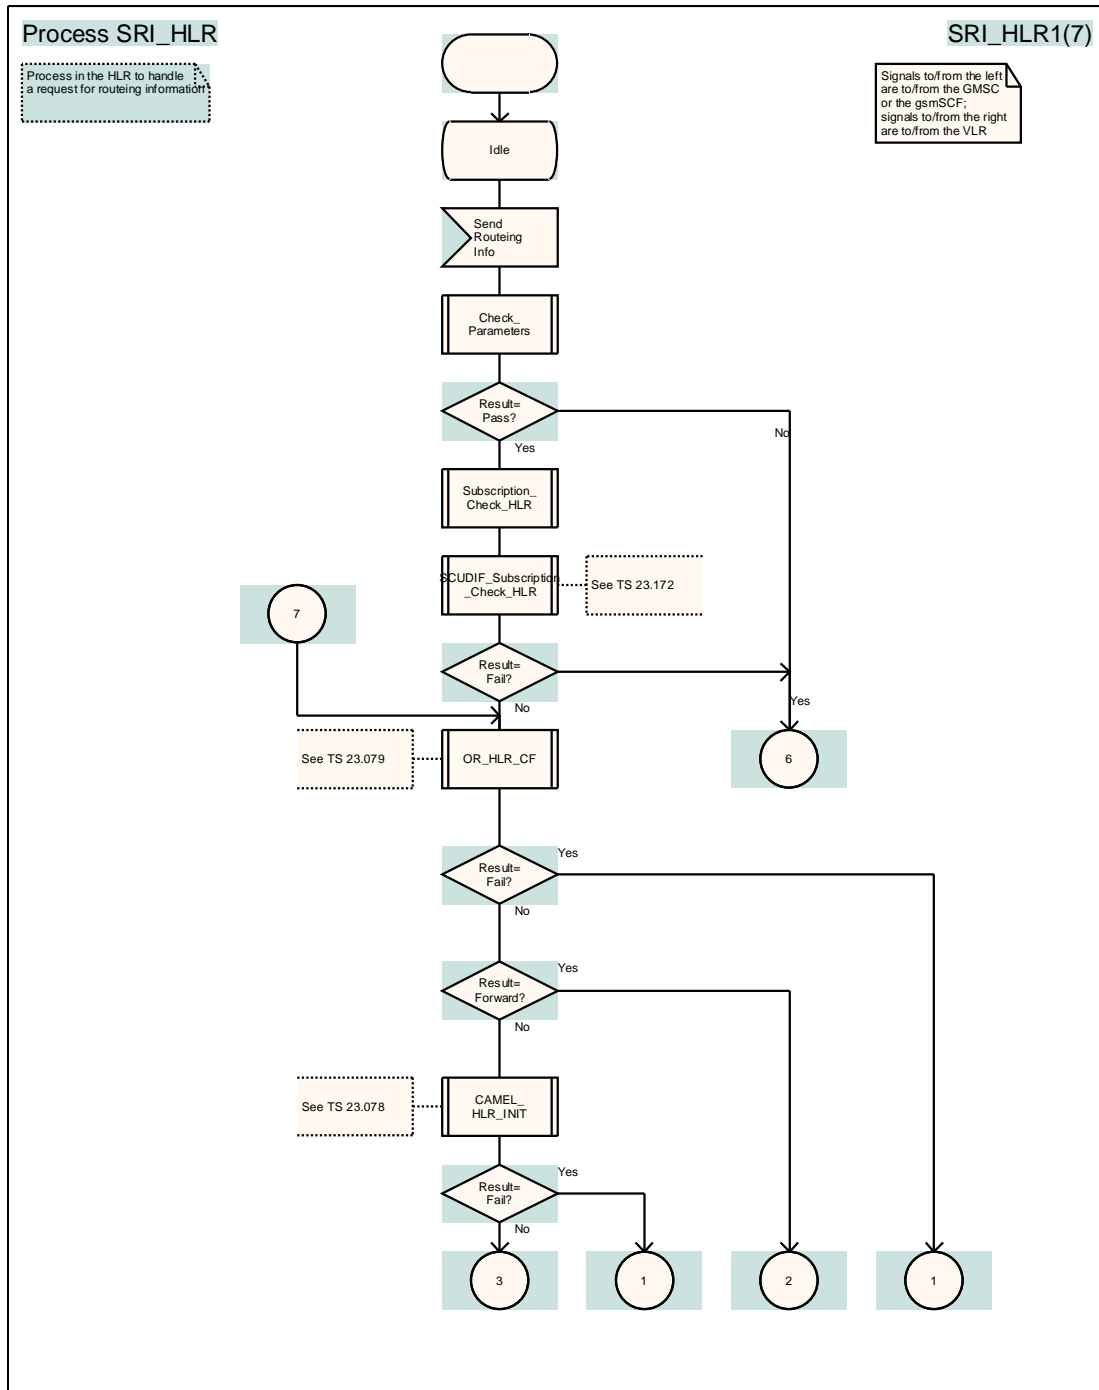 Process SRI_HLR
SRI_HLR1(7)
Process in the HLR to handle
a request for routeing information
Signals to/from the left
are to/from the GMSC
or the gsmSCF;
signals to/from the right
are to/from the VLR
Idle
Send
Routeing
Info
Check_
Parameters
Result=
Pass?
No
Yes
Subscription_
Check_HLR
SCUDIF_Subscription
_Check_HLR
See TS 23.172
7
Result=
Fail?
Yes
No
See TS 23.079
OR_HLR_CF
6
Yes
Result=
Fail?
No
Yes
Result=
Forward?
No
See TS 23.078
CAMEL_
HLR_INIT
Yes
Result=
Fail?
No
3
1
2
1